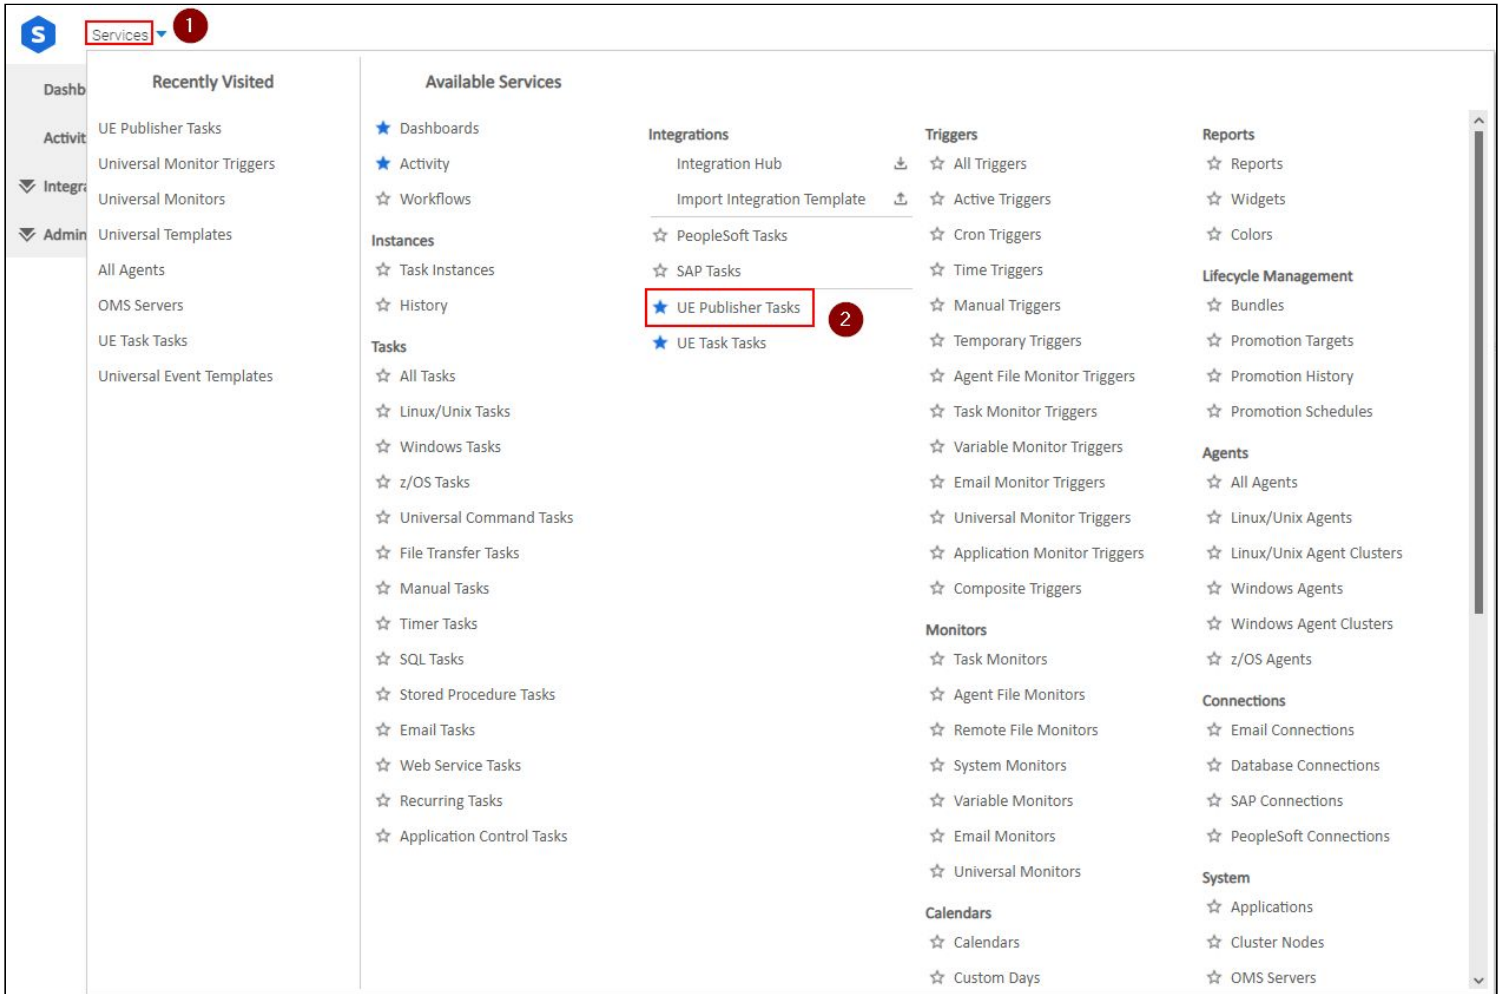 S
Services
1
Dashb
Activit
Integra
Admin
Recently Visited
UE Publisher Tasks
Universal Monitor Triggers
Universal Monitors
Universal Templates
All Agents
OMS Servers
UE Task Tasks
Universal Event Templates
Available Services
Dashboards
Activity
Workflows
Instances
Task Instances
History
Tasks
All Tasks
Linux/Unix Tasks
Windows Tasks
z/OS Tasks
Universal Command Tasks
File Transfer Tasks
Manual Tasks
Timer Tasks
SQL Tasks
Stored Procedure Tasks
Email Tasks
Web Service Tasks
Recurring Tasks
Application Control Tasks
Integrations
Integration Hub
Import Integration Template
PeopleSoft Tasks
SAP Tasks
UE Publisher Tasks
2
UE Task Tasks
Triggers
All Triggers
Active Triggers
Cron Triggers
Time Triggers
Manual Triggers
Temporary Triggers
Agent File Monitor Triggers
Task Monitor Triggers
Variable Monitor Triggers
Email Monitor Triggers
Universal Monitor Triggers
Application Monitor Triggers
Composite Triggers
Monitors
Task Monitors
Agent File Monitors
Remote File Monitors
System Monitors
Variable Monitors
Email Monitors
Universal Monitors
Calendars
Calendars
Custom Days
Reports
Reports
Widgets
Colors
Lifecycle Management
Bundles
Promotion Targets
Promotion History
Promotion Schedules
Agents
All Agents
Linux/Unix Agents
Linux/Unix Agent Clusters
Windows Agents
Windows Agent Clusters
z/OS Agents
Connections
Email Connections
Database Connections
SAP Connections
PeopleSoft Connections
System
Applications
Cluster Nodes
OMS Servers